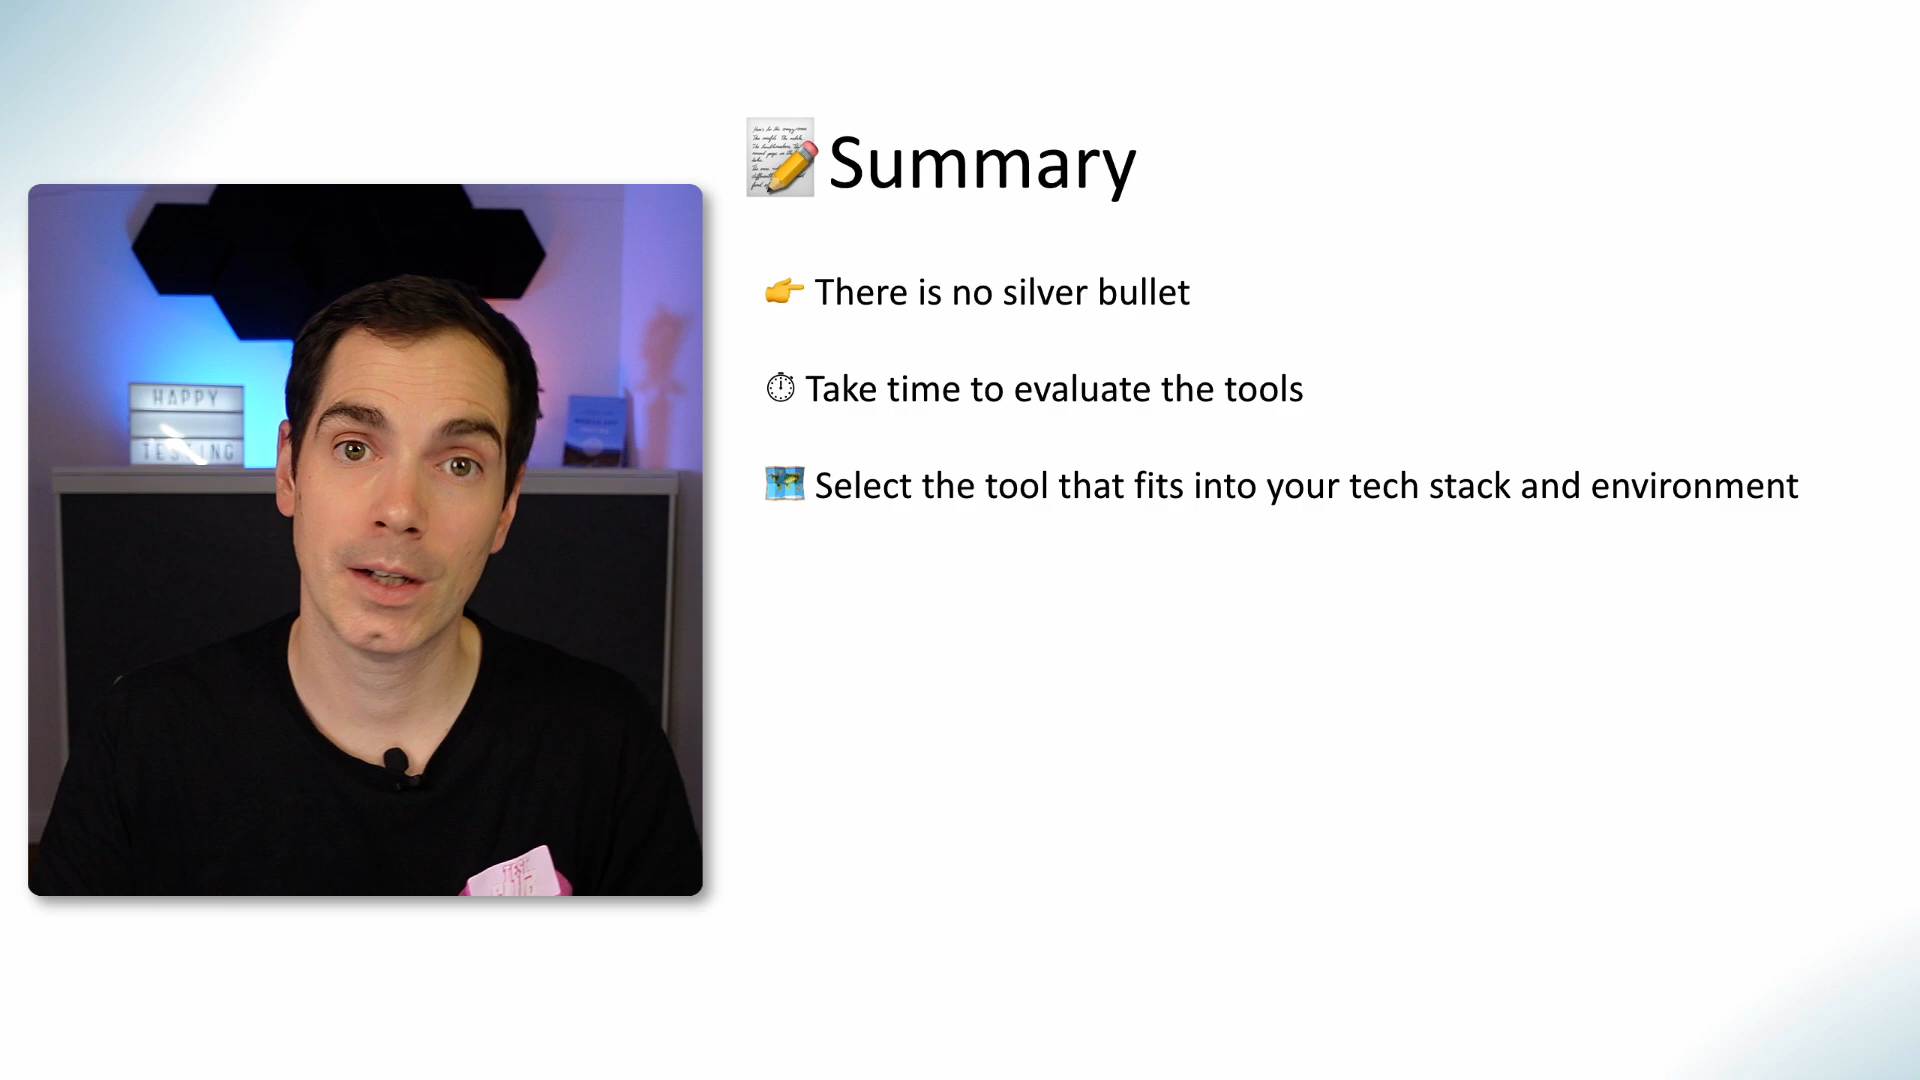 Summary
👉 There is no silver bullet
⏱ Take time to evaluate the tools
🗺 Select the tool that fits into your tech stack and environment
HAPPY
TESTING